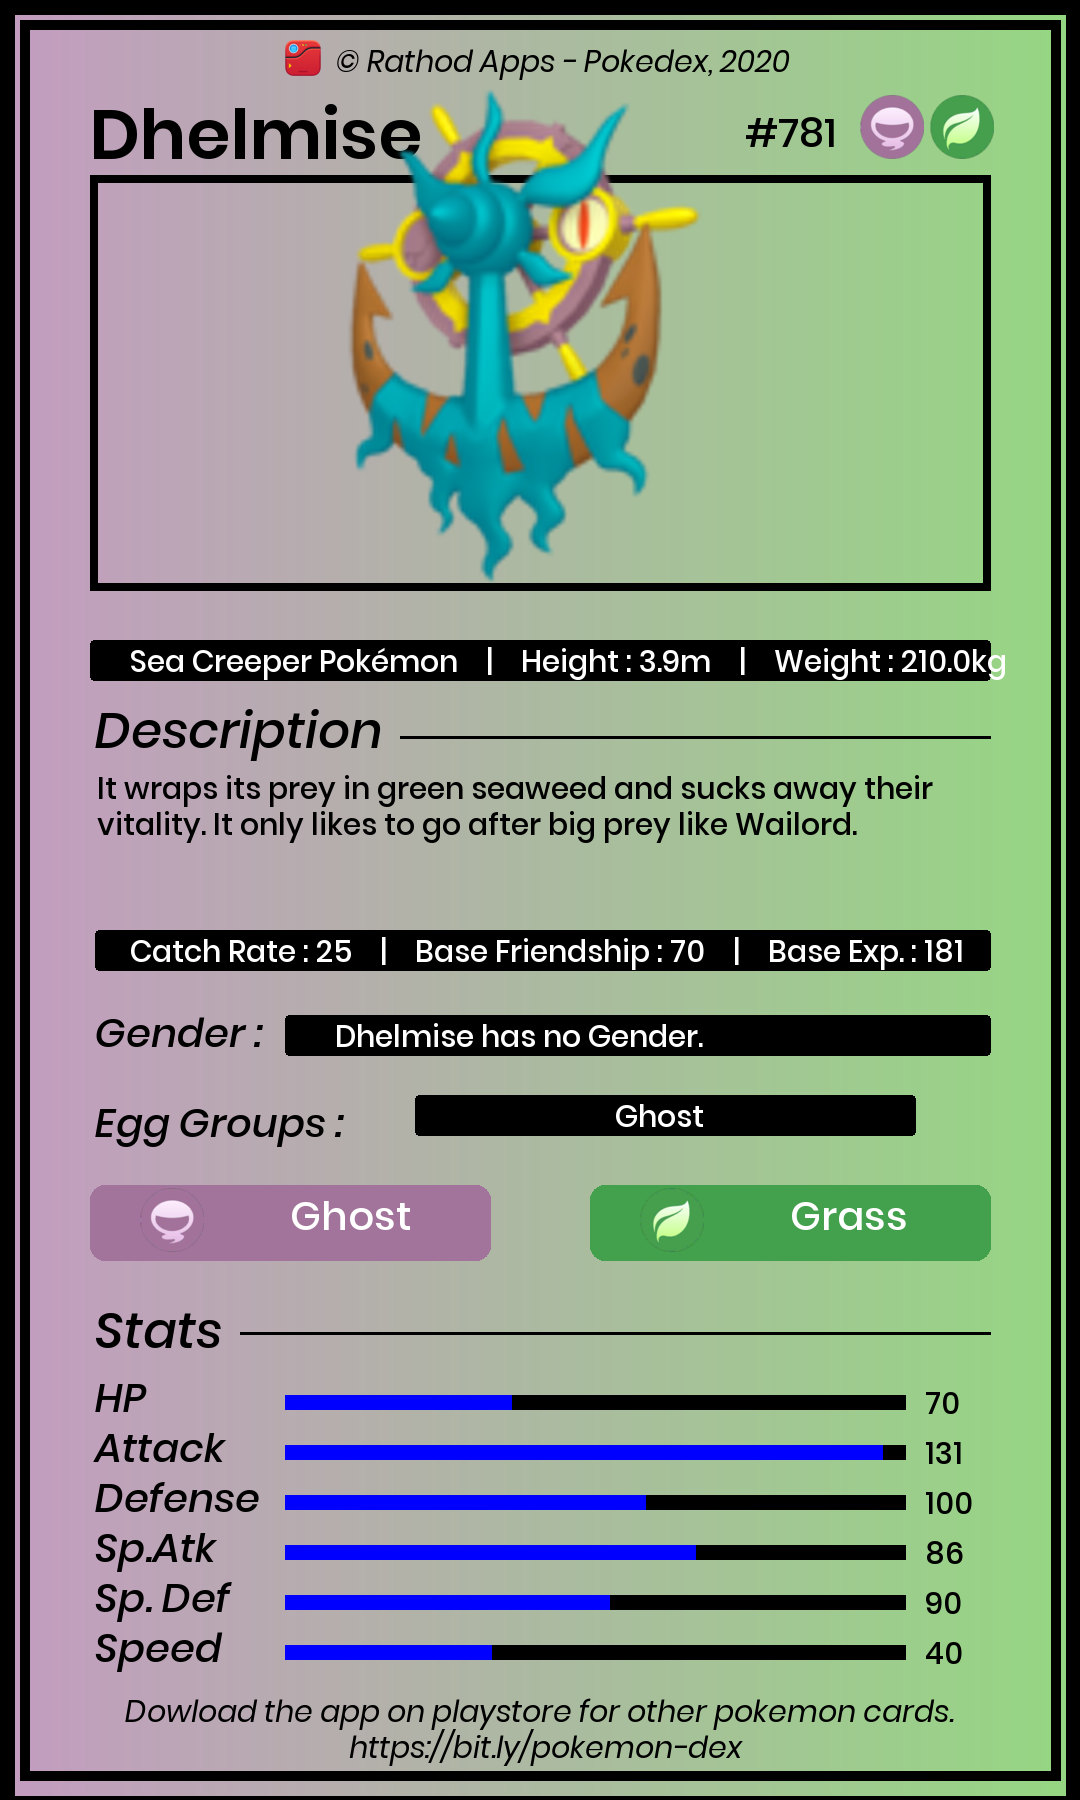 © Rathod Apps - Pokedex, 2020
Dhelmise #781
Sea Creeper Pokémon | Height : 3.9m | Weight : 210.0kg
Description
It wraps its prey in green seaweed and sucks away their
vitality. It only likes to go after big prey like Wailord.
Catch Rate : 25 | Base Friendship : 70 | Base Exp. : 181
Gender : Dhelmise has no Gender.
Egg Groups : Ghost
Ghost Grass
Stats
HP 70
Attack 131
Defense 100
Sp.Atk 86
Sp. Def 90
Speed 40
Dowload the app on playstore for other pokemon cards.
https://bit.ly/pokemon-dex